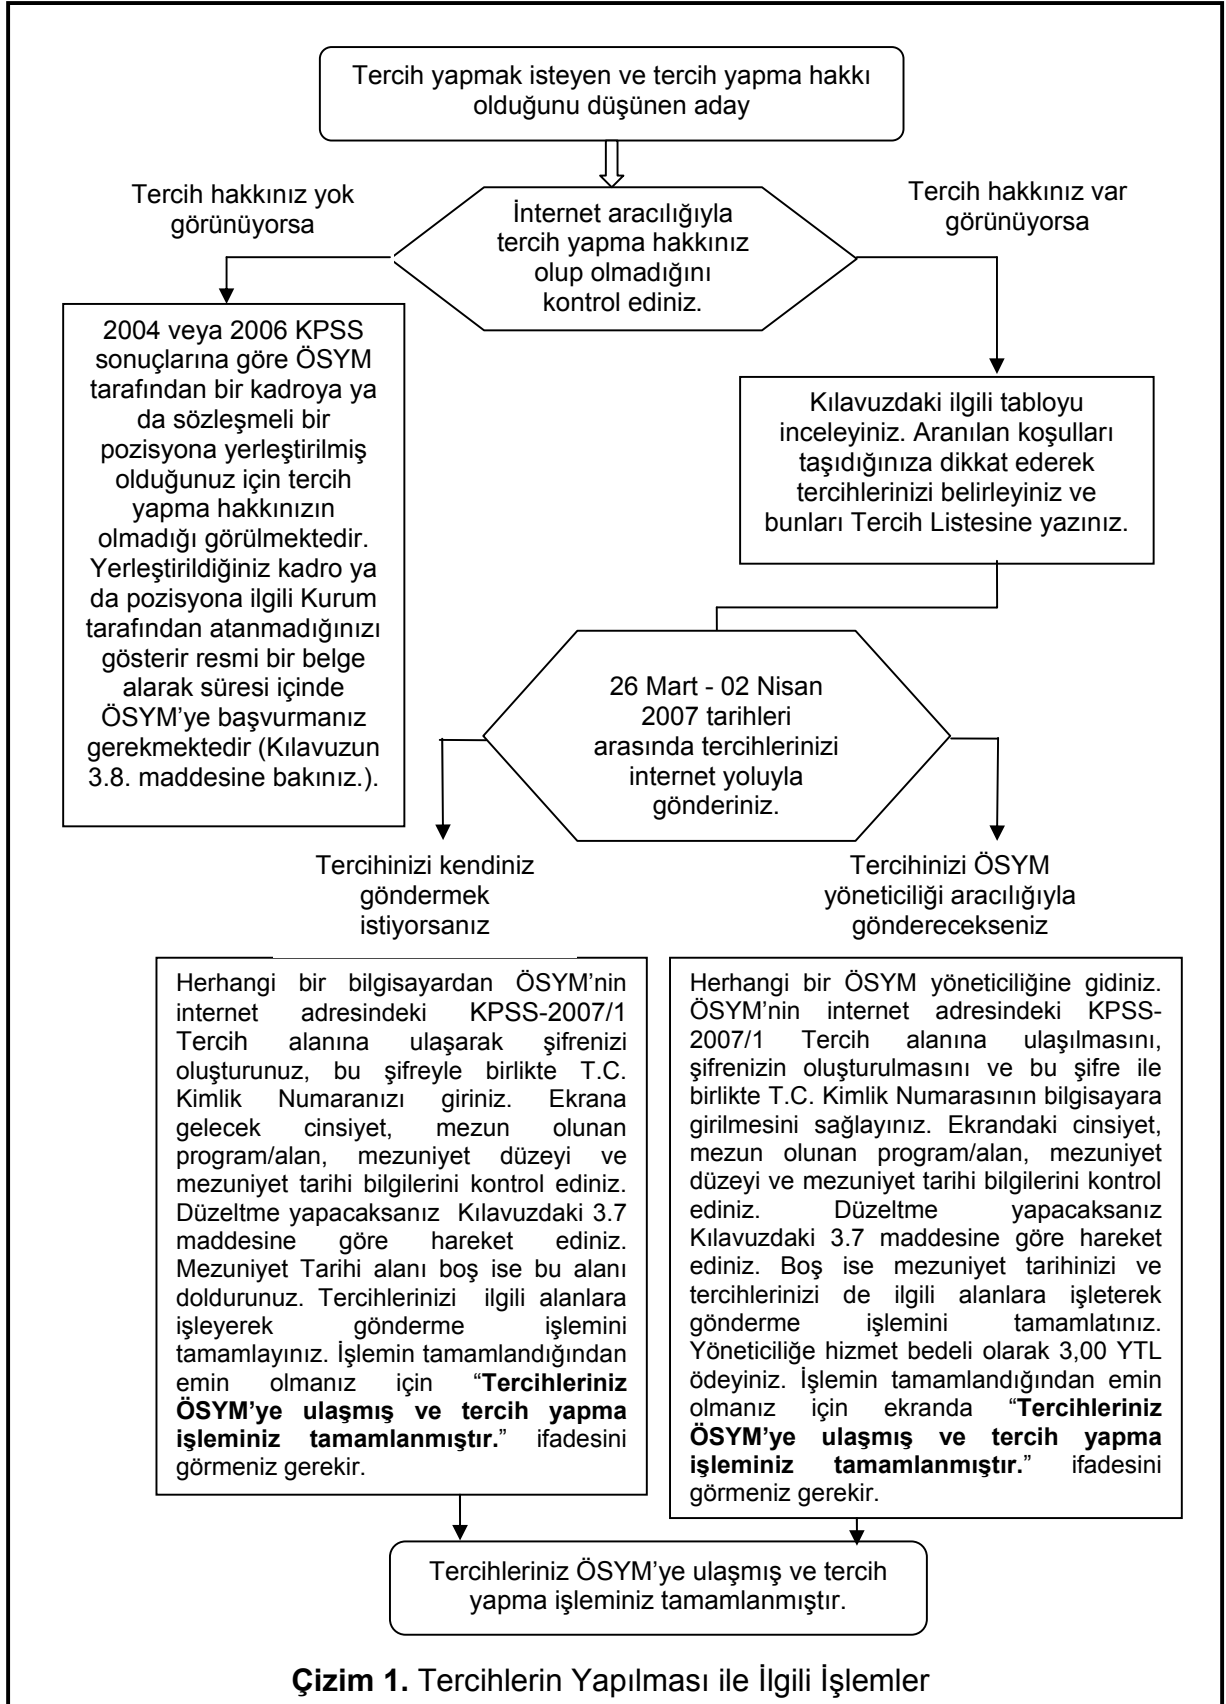 Tercih yapmak isteyen ve tercih yapma hakkı
olduğunu düşünen aday
Tercih hakkınız yok
görünüyorsa
İnternet aracılığıyla
tercih yapma hakkınız
olup olmadığını
kontrol ediniz.
Tercih hakkınız var
görünüyorsa
2004 veya 2006 KPSS
sonuçlarına göre ÖSYM
tarafından bir kadroya ya
da sözleşmeli bir
pozisyona yerleştirilmiş
olduğunuz için tercih
yapma hakkınızın
olmadığı görülmektedir.
Yerleştirildiğiniz kadro ya
da pozisyona ilgili Kurum
tarafından atanmadığınızı
gösterir resmi bir belge
alarak süresi içinde
ÖSYM’ye başvurmanız
gerekmektedir (Kılavuzun
3.8. maddesine bakınız.).
Kılavuzdaki ilgili tabloyu
inceleyiniz. Aranılan koşulları
taşıdığınıza dikkat ederek
tercihlerinizi belirleyiniz ve
bunları Tercih Listesine yazınız.
26 Mart - 02 Nisan
2007 tarihleri
arasında tercihlerinizi
internet yoluyla
gönderiniz.
Tercihinizi kendiniz
göndermek
istiyorsanız
Tercihinizi ÖSYM
yöneticiliği aracılığıyla
gönderecekseniz
Herhangi bir bilgisayardan ÖSYM’nin
internet adresindeki KPSS-2007/1
Tercih alanına ulaşarak şifrenizi
oluşturunuz, bu şifreyle birlikte T.C.
Kimlik Numaranızı giriniz. Ekrana
gelecek cinsiyet, mezun olunan
program/alan, mezuniyet düzeyi ve
mezuniyet tarihi bilgilerini kontrol ediniz.
Düzeltme yapacaksanız Kılavuzdaki 3.7
maddesine göre hareket ediniz.
Mezuniyet Tarihi alanı boş ise bu alanı
doldurunuz. Tercihlerinizi ilgili alanlara
işleyerek gönderme işlemini
tamamlayınız. İşlemin tamamlandığından
emin olmanız için “Tercihleriniz
ÖSYM’ye ulaşmış ve tercih yapma
işleminiz tamamlanmıştır.” ifadesini
görmeniz gerekir.
Herhangi bir ÖSYM yöneticiliğine gidiniz.
ÖSYM’nin internet adresindeki KPSS-
2007/1 Tercih alanına ulaşılmasını,
şifrenizin oluşturulmasını ve bu şifre ile
birlikte T.C. Kimlik Numarasının bilgisayara
girilmesini sağlayınız. Ekrandaki cinsiyet,
mezun olunan program/alan, mezuniyet
düzeyi ve mezuniyet tarihi bilgilerini kontrol
ediniz. Düzeltme yapacaksanız
Kılavuzdaki 3.7 maddesine göre hareket
ediniz. Boş ise mezuniyet tarihinizi ve
tercihlerinizi de ilgili alanlara işleterek
gönderme işlemini tamamlatınız.
Yöneticiliğe hizmet bedeli olarak 3,00 YTL
ödeyiniz. İşlemin tamamlandığından emin
olmanız için ekranda “Tercihleriniz
ÖSYM’ye ulaşmış ve tercih yapma
işleminiz tamamlanmıştır.” ifadesini
görmeniz gerekir.
Tercihleriniz ÖSYM’ye ulaşmış ve tercih
yapma işleminiz tamamlanmıştır.
Çizim 1. Tercihlerin Yapılması ile İlgili İşlemler